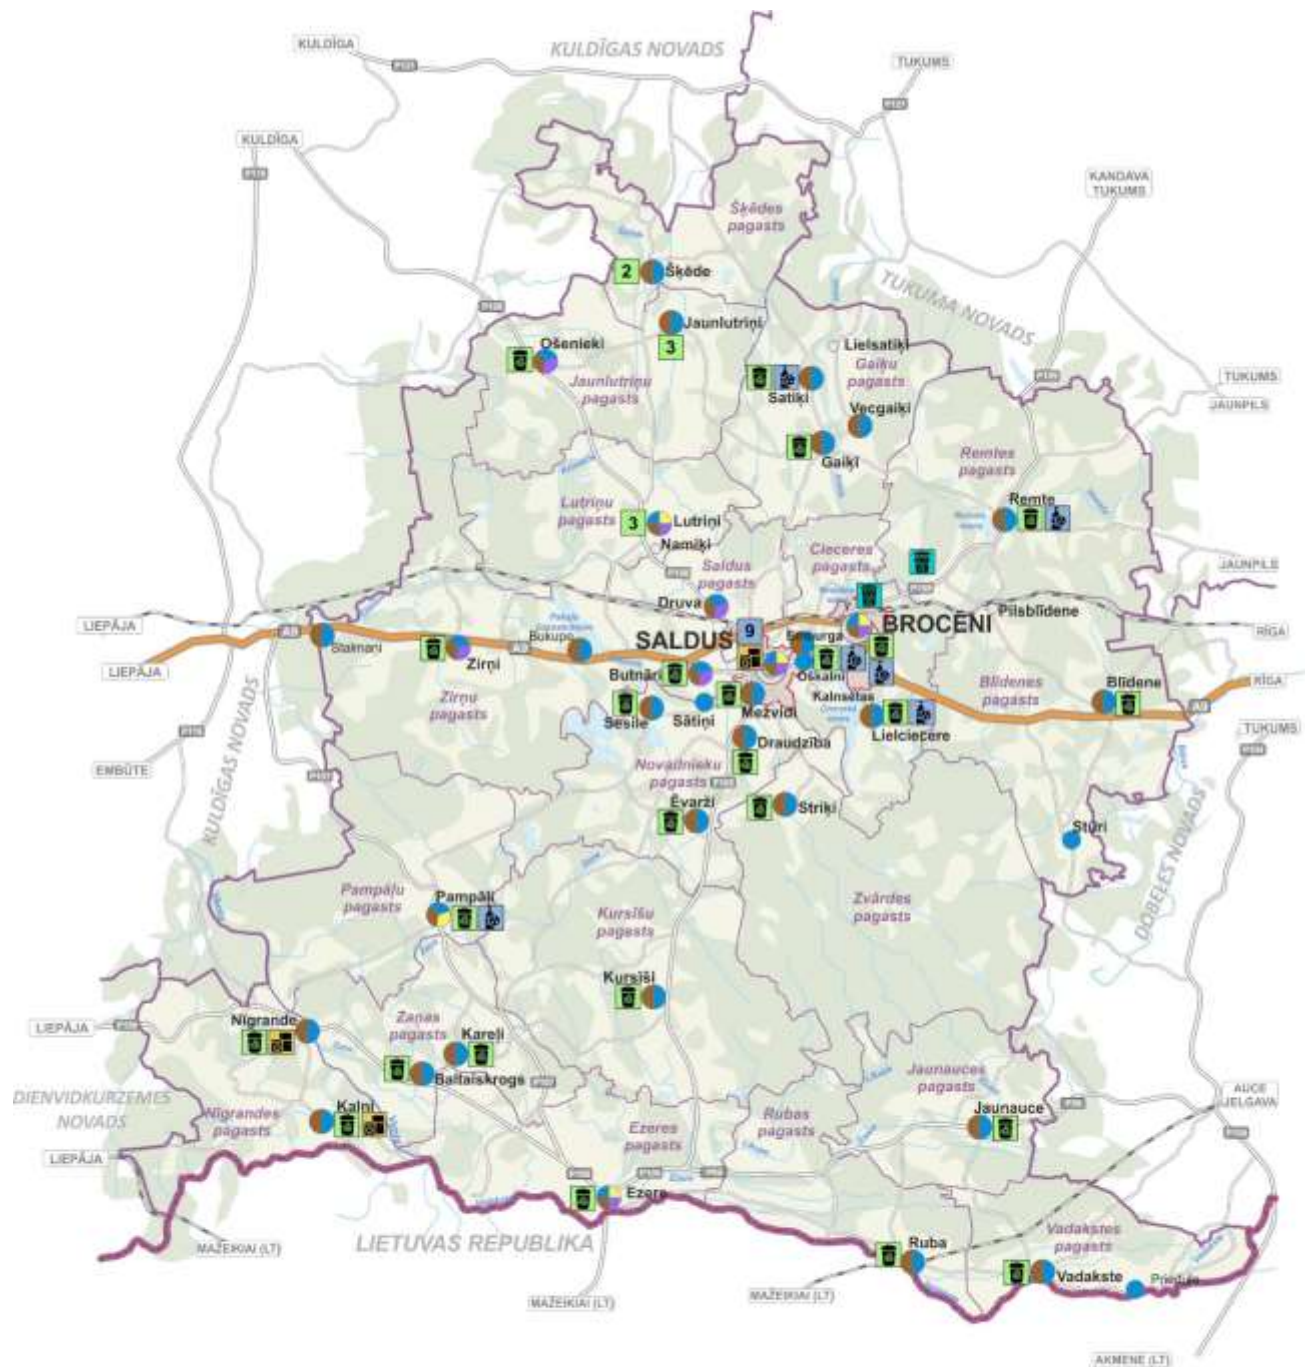 KULDĪGAS NOVADS
KULDĪGA
TUKUMS
KULDĪGA
KANDAVA
TUKUMS
Šķēdes
pagasts
2
Šķēde
TUKUMA NOVADS
Jaunlutriņi
3
Ošenieki
Lielsatiķi
Jaunlutriņu
pagasts
Gaiķu
pagasts
Satiķi
TUKUMS
JAUNPILS
Vecgaiķi
Gaiķi
Remtes
pagasts
Remte
Lutriņu
pagasts
3
Lutriņi
Namiķi
Cieceres
pagasts
Saldus
pagasts
JAUNPILS
Druva
Pilsblīdene
LIEPĀJA
RĪGA
SALDUS
9
BROCĒNI
Stalmaņi
Bukupe
Zirņi
LIEPĀJA
Butnāri
Oškalni
Kalnsētas
RĪGA
Zirņu
pagasts
Blīdenes
pagasts
Blīdene
Sesile
Sātiņi
Mežvidi
Lielciecere
Draudzība
TUKUMS
EMBŪTE
KULDĪGAS NOVADS
Novadnieku
pagasts
Ēvarži
Striķi
Stūri
DOBELES NOVADS
Pampāļu
pagasts
Pampāļi
Kursīšu
pagasts
Zvārdes
pagasts
Kursīši
Nīgrande
LIEPĀJA
Zaņas
pagasts
Kareļi
Baltaiskrogs
Jaunauces
pagasts
DIENVIDKURZEMES
NOVADS
AUCE
JELGAVA
Nīgrandes
pagasts
Kalni
Ezeres
pagasts
Rubas
pagasts
Jaunauce
LIEPĀJA
Ezere
MAŽEIKIAI (LT)
LIETUVAS REPUBLIKA
Ruba
Vadakstes
pagasts
Vadakste
MAŽEIKIAI (LT)
MAŽEIKIAI (LT)
AKMENE (LT)